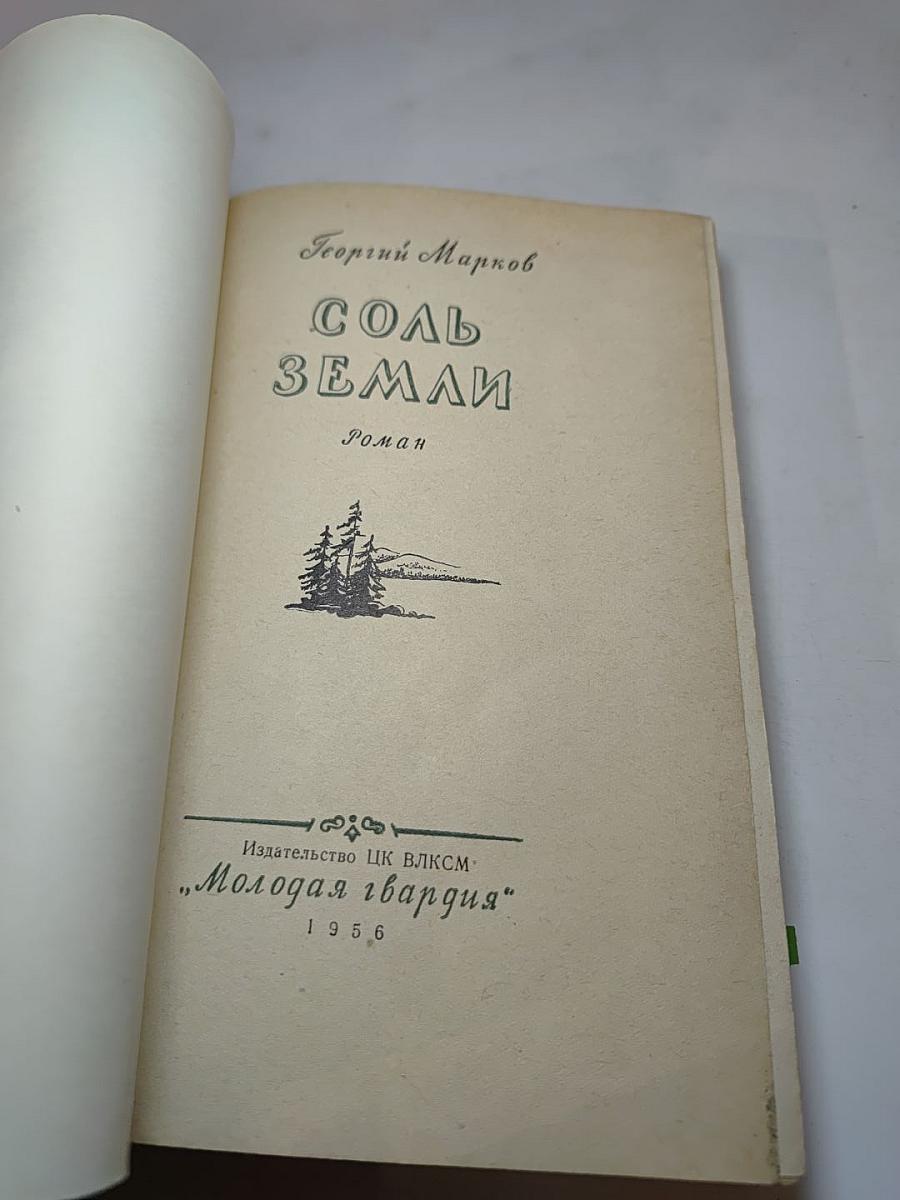 Георгий Марков
СОЛЬ
ЗЕМЛИ
Роман
Издательство ЦК ВЛКСМ
„Молодая гвардия“
1956